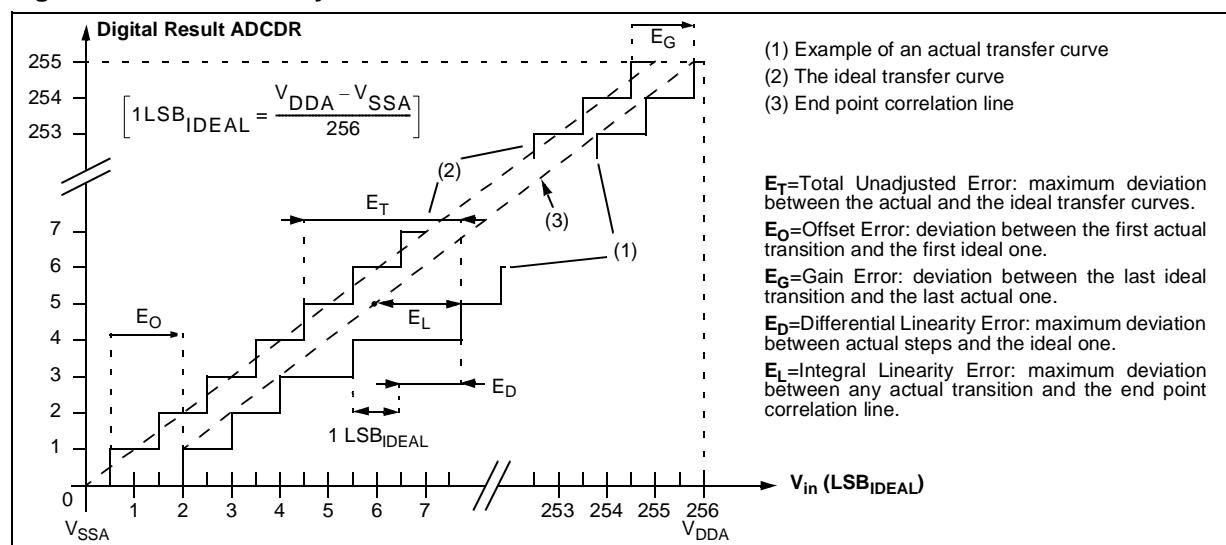 Digital Result ADCDR
E_G
(1) Example of an actual transfer curve
(2) The ideal transfer curve
(3) End point correlation line
255
254
253
[1LSB_IDEAL = (V_DDA – V_SSA) / 256]
(2)
(3)
(1)
E_T=Total Unadjusted Error: maximum deviation
between the actual and the ideal transfer curves.
E_O=Offset Error: deviation between the first actual
transition and the first ideal one.
E_G=Gain Error: deviation between the last ideal
transition and the last actual one.
E_D=Differential Linearity Error: maximum deviation
between actual steps and the ideal one.
E_L=Integral Linearity Error: maximum deviation
between any actual transition and the end point
correlation line.
E_T
7
6
5
4
3
2
1
0
E_O
E_L
E_D
1 LSB_IDEAL
1 2 3 4 5 6 7 253 254 255 256
V_in (LSB_IDEAL)
V_SSA
V_DDA